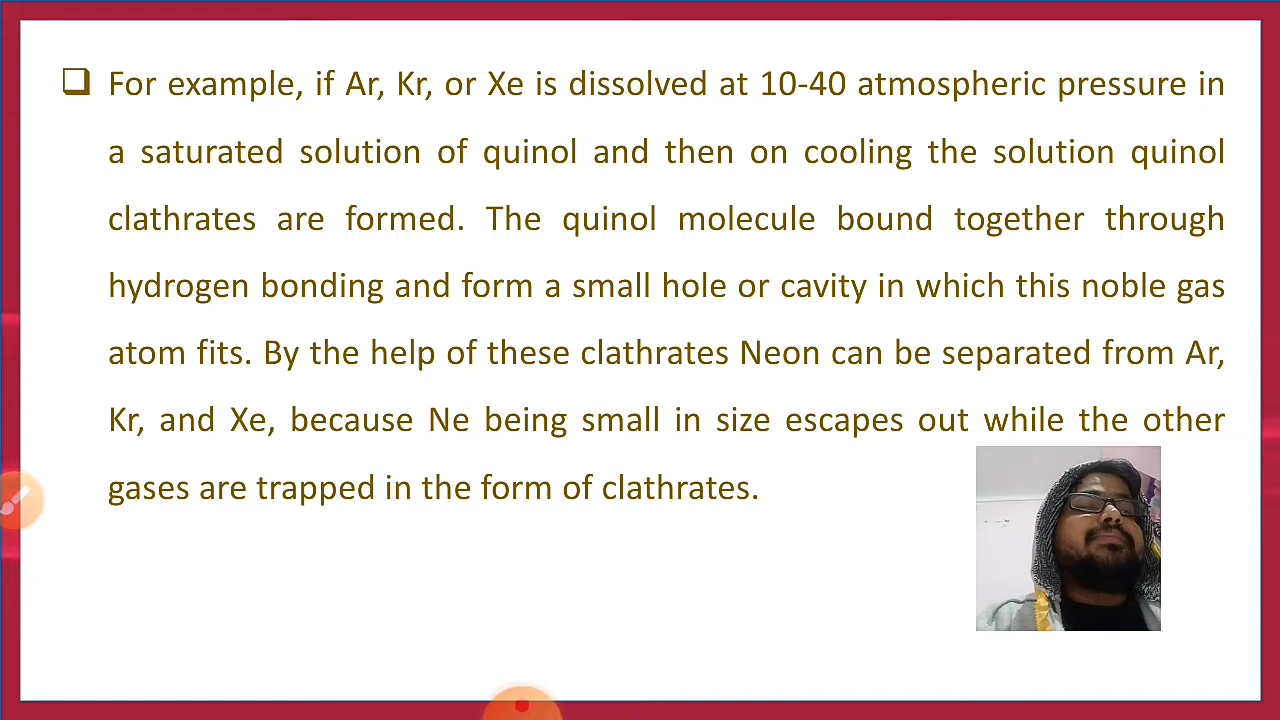 For example, if Ar, Kr, or Xe is dissolved at 10-40 atmospheric pressure in
a saturated solution of quinol and then on cooling the solution quinol
clathrates are formed. The quinol molecule bound together through
hydrogen bonding and form a small hole or cavity in which this noble gas
atom fits. By the help of these clathrates Neon can be separated from Ar,
Kr, and Xe, because Ne being small in size escapes out while the other
gases are trapped in the form of clathrates.